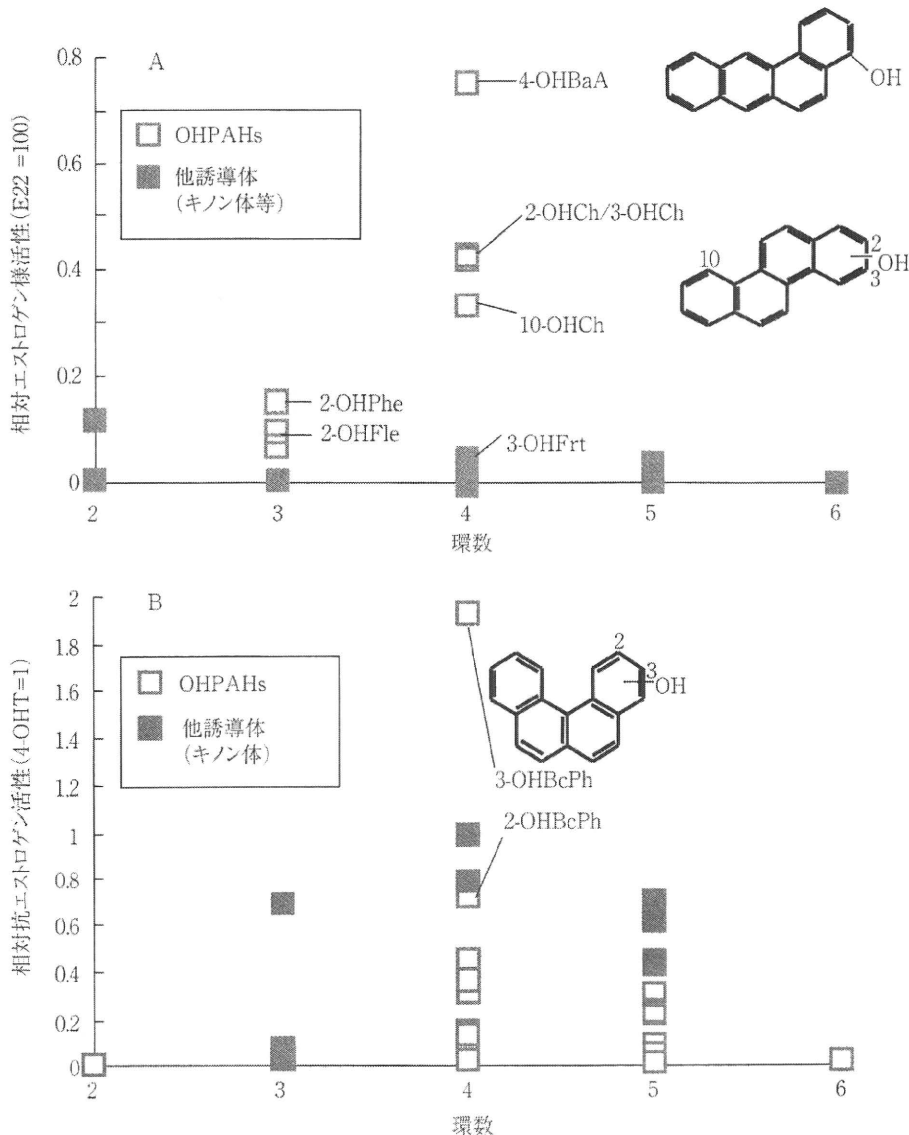 A
0.8
0.6
0.4
0.2
0
相対エストロゲン様活性(E22=100)
OHPAHs
他誘導体
(キノン体等)
4-OHBaA
OH
2-OHCh/3-OHCh
10-OHCh
10
2
OH
3
2-OHPhe
2-OHFle
3-OHFrt
2
3
4
5
6
環数
B
2
1.8
1.6
1.4
1.2
1
0.8
0.6
0.4
0.2
0
相対抗エストロゲン活性(4-OHT=1)
OHPAHs
他誘導体
(キノン体)
2
3
OH
3-OHBcPh
2-OHBcPh
2
3
4
5
6
環数